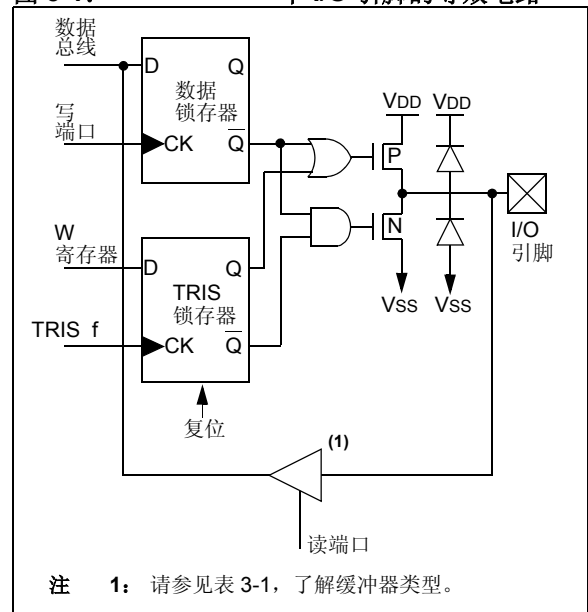 数据
总线
D
Q
数据
锁存器
写
端口
CK
Q
VDD
VDD
P
N
I/O
引脚
VSS
VSS
W
寄存器
D
Q
TRIS
锁存器
TRIS f
CK
Q
复位
(1)
读端口
注 1: 请参见表 3-1，了解缓冲器类型。